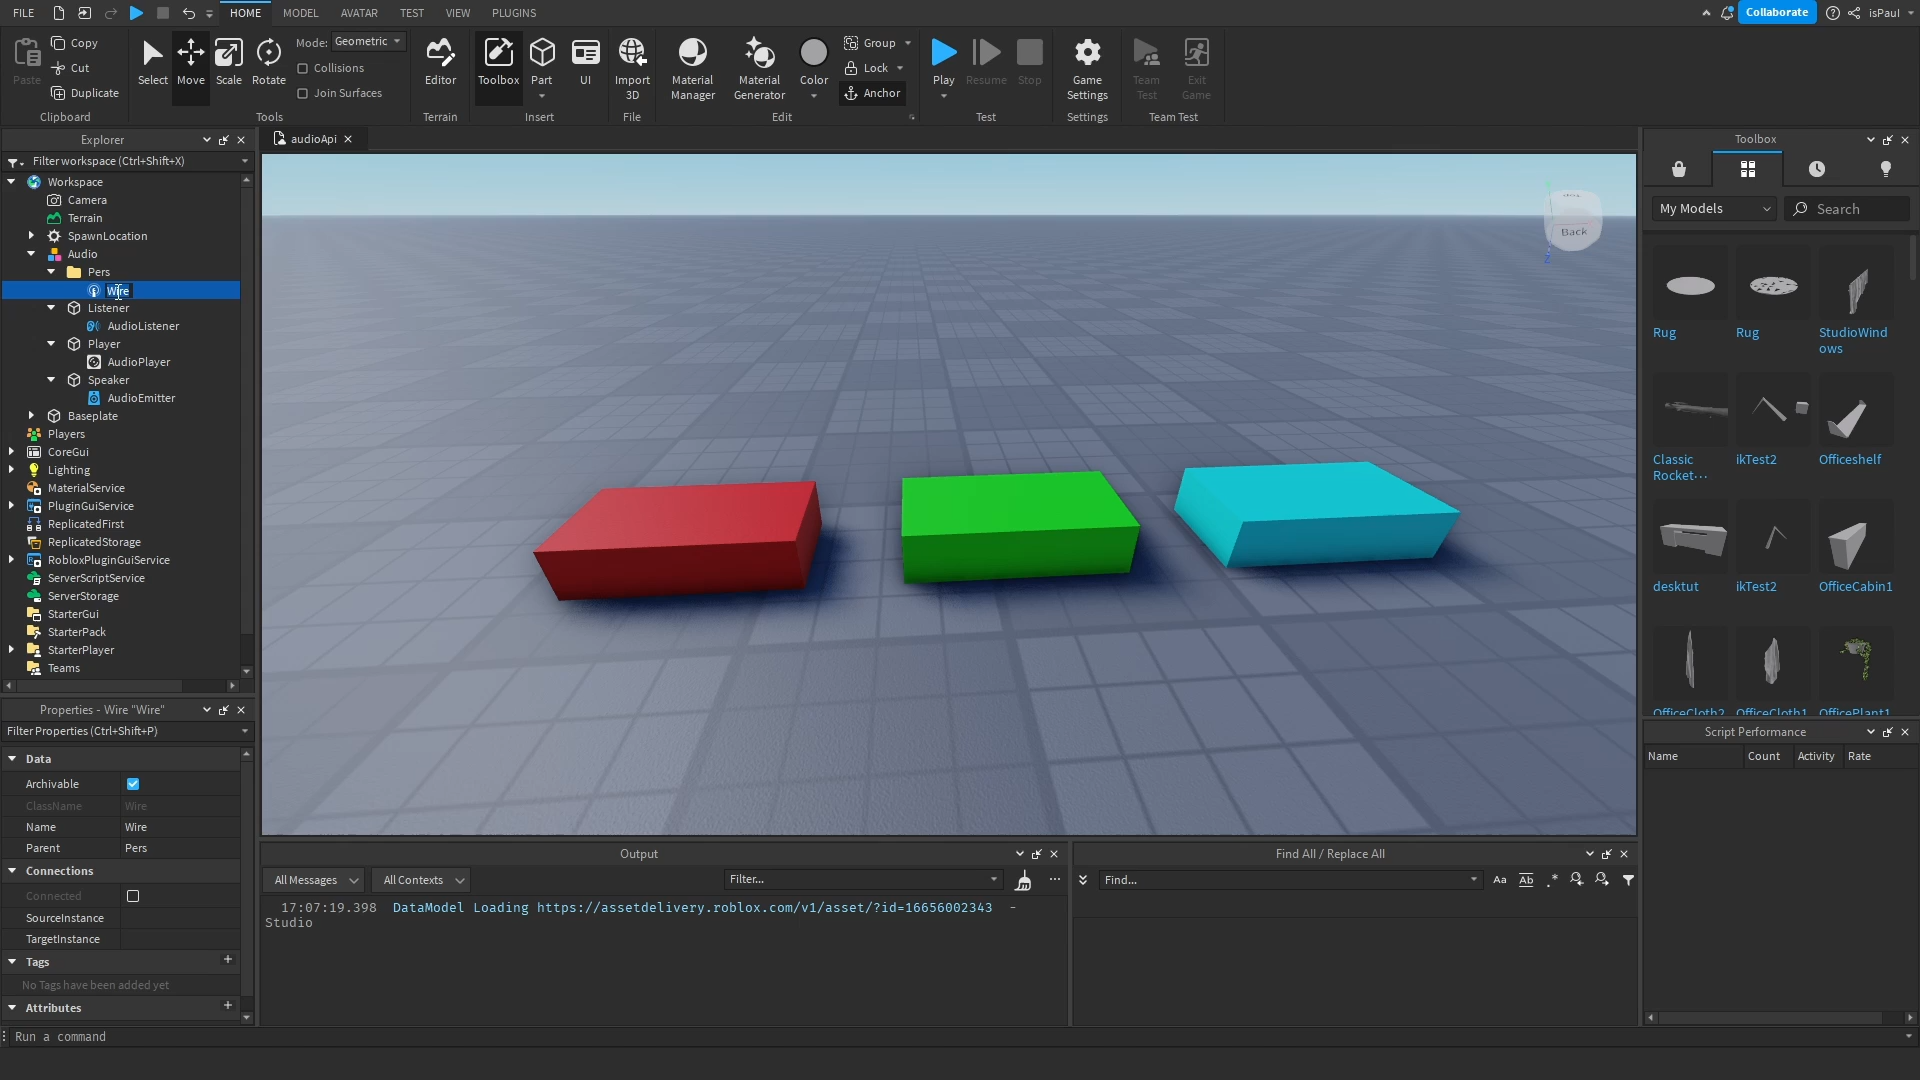 FILE
HOME
MODEL
AVATAR
TEST
VIEW
PLUGINS
Collaborate
isPaul
Paste
Copy
Cut
Duplicate
Clipboard
Select
Move
Scale
Rotate
Mode:
Geometric
Collisions
Join Surfaces
Tools
Editor
Terrain
Toolbox
Part
UI
Insert
Import
3D
File
Material
Manager
Material
Generator
Color
Group
Lock
Anchor
Edit
Play
Resume
Stop
Test
Game
Settings
Settings
Team
Test
Exit
Game
Team Test
Explorer
Filter workspace (Ctrl+Shift+X)
Workspace
Camera
Terrain
SpawnLocation
Audio
Pers
Wire
Listener
AudioListener
Player
AudioPlayer
Speaker
AudioEmitter
Baseplate
Players
CoreGui
Lighting
MaterialService
PluginGuiService
ReplicatedFirst
ReplicatedStorage
RobloxPluginGuiService
ServerScriptService
ServerStorage
StarterGui
StarterPack
StarterPlayer
Teams
Properties - Wire "Wire"
Filter Properties (Ctrl+Shift+P)
Data
Archivable
ClassName Wire
Name Wire
Parent Pers
Connections
Connected
SourceInstance
TargetInstance
Tags
No Tags have been added yet
Attributes
Run a command
audioApi
Back
Output
All Messages
All Contexts
Filter...
17:07:19.398 DataModel Loading https://assetdelivery.roblox.com/v1/asset/?id=16656002343 -
Studio
Find All / Replace All
Find...
Aa
Ab
.*
Toolbox
My Models
Search
Rug
Rug
StudioWind
ows
Classic
Rocket...
ikTest2
Officeshelf
desktut
ikTest2
OfficeCabin1
OfficeCloth2
OfficeCloth1
OfficePlant1
Script Performance
Name
Count
Activity
Rate